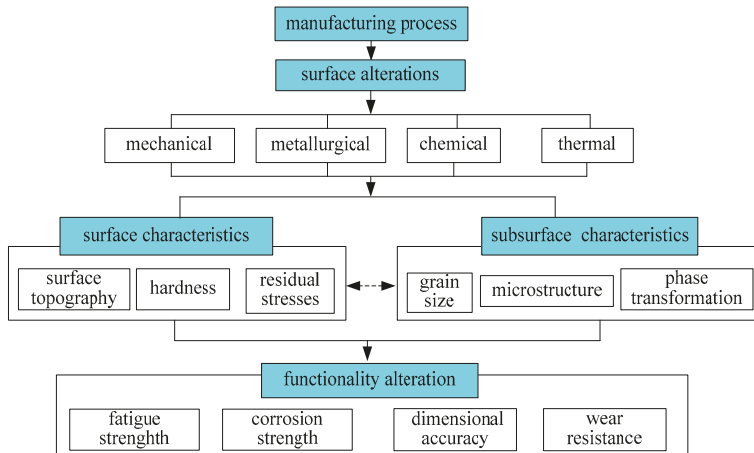 manufacturing process
surface alterations
mechanical
metallurgical
chemical
thermal
surface characteristics
subsurface characteristics
surface
topography
hardness
residual
stresses
grain
size
microstructure
phase
transformation
functionality alteration
fatigue
strenghth
corrosion
strength
dimensional
accuracy
wear
resistance